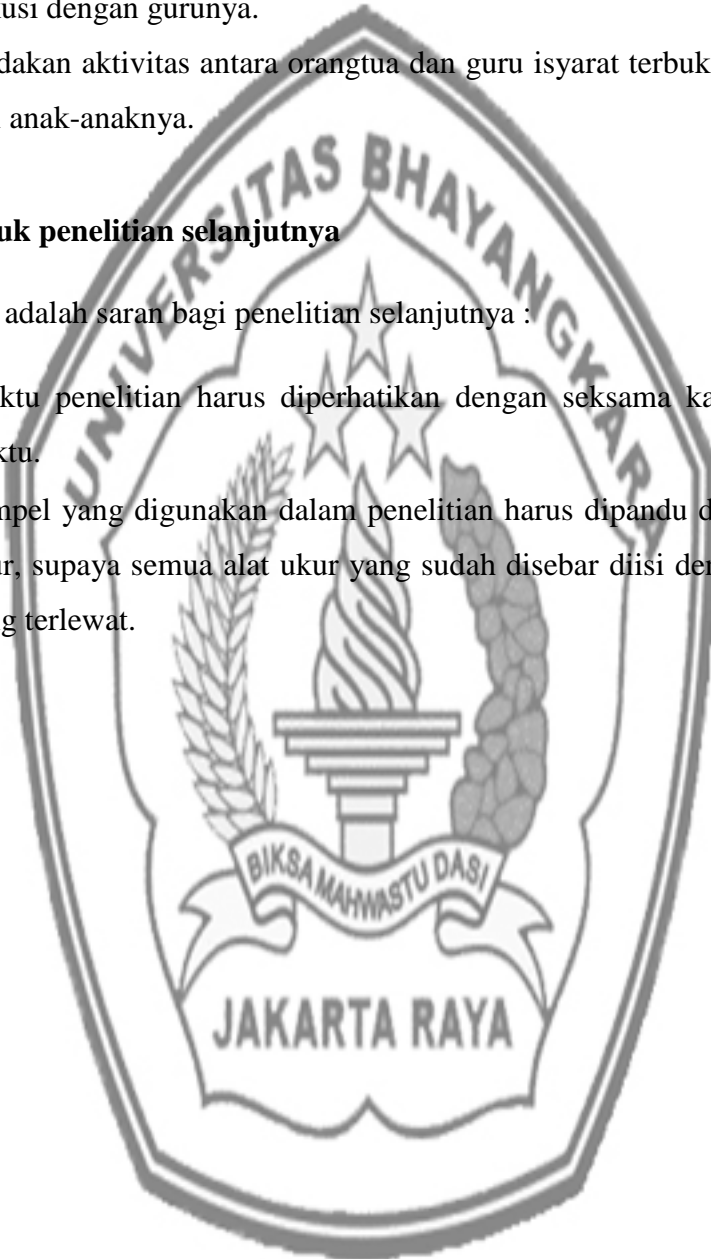 kusi dengan gurunya.
dakan aktivitas antara orangtua dan guru isyarat terbuk
anak-anaknya.
uk penelitian selanjutnya
adalah saran bagi penelitian selanjutnya :
ktu penelitian harus diperhatikan dengan seksama ka
ktu.
mpel yang digunakan dalam penelitian harus dipandu d
ur, supaya semua alat ukur yang sudah disebar diisi den
g terlewat.
UNIVERSITAS BHAYANGKARA
BIKSA MAHWASTU DASI
JAKARTA RAYA